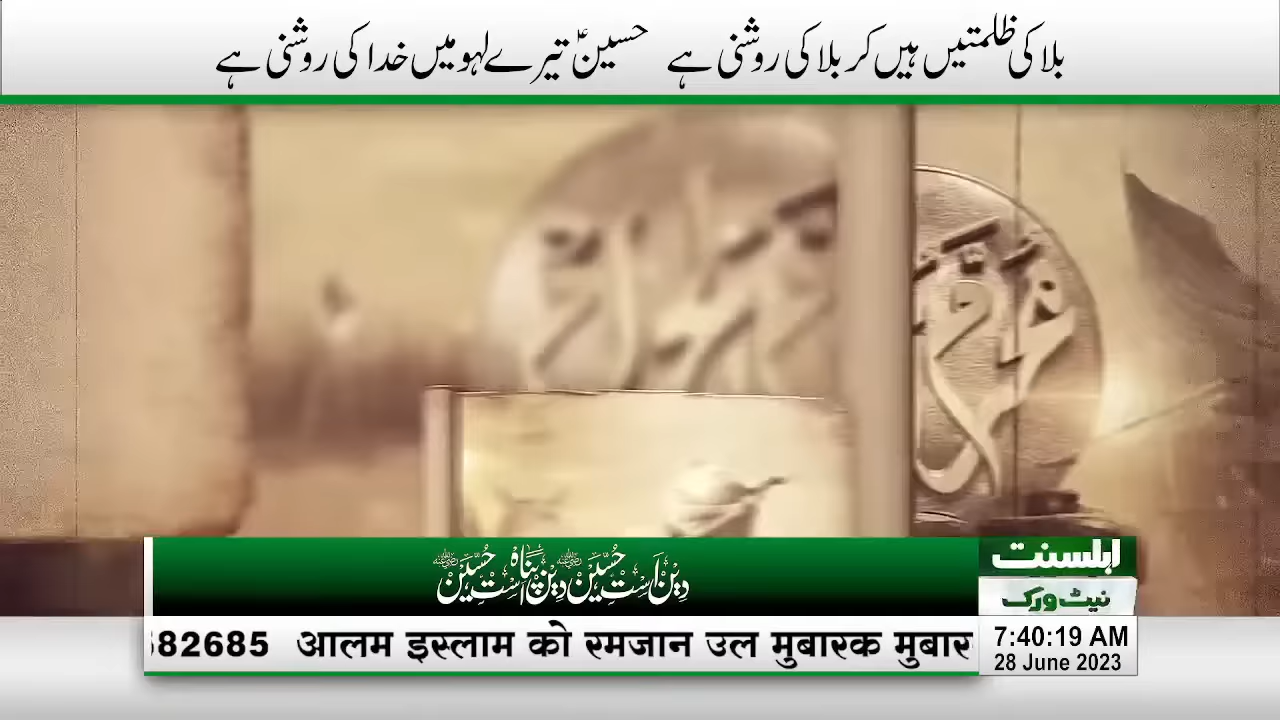 بلا کی ظلمتیں ہیں کربلا کی روشنی ہے حسینؑ تیرے لہو میں خدا کی روشنی ہے
دین است حسین دین پناہ است حسین
اہلسنت
نیٹ ورک
682685 आलम इस्लाम को रमजान उल मुबारक मुबार
7:40:19 AM
28 June 2023